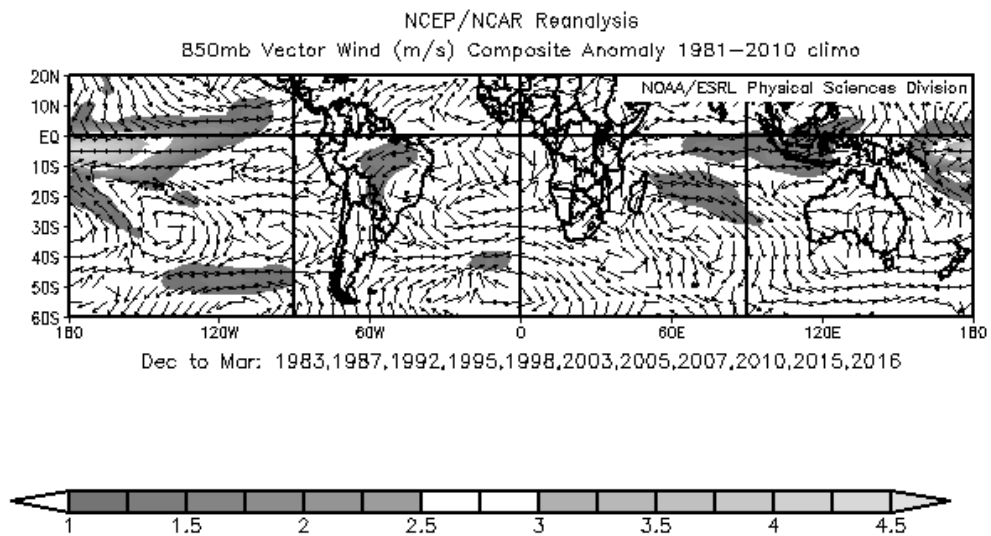 NCEP/NCAR Reanalysis
850mb Vector Wind (m/s) Composite Anomaly 1981-2010 climo
20N
NOAA/ESRL Physical Sciences Division
10N
EQ
10S
20S
30S
40S
50S
60S
180 120W 60W 0 60E 120E 180
Dec to Mar: 1983,1987,1992,1995,1998,2003,2005,2007,2010,2015,2016
1 1.5 2 2.5 3 3.5 4 4.5